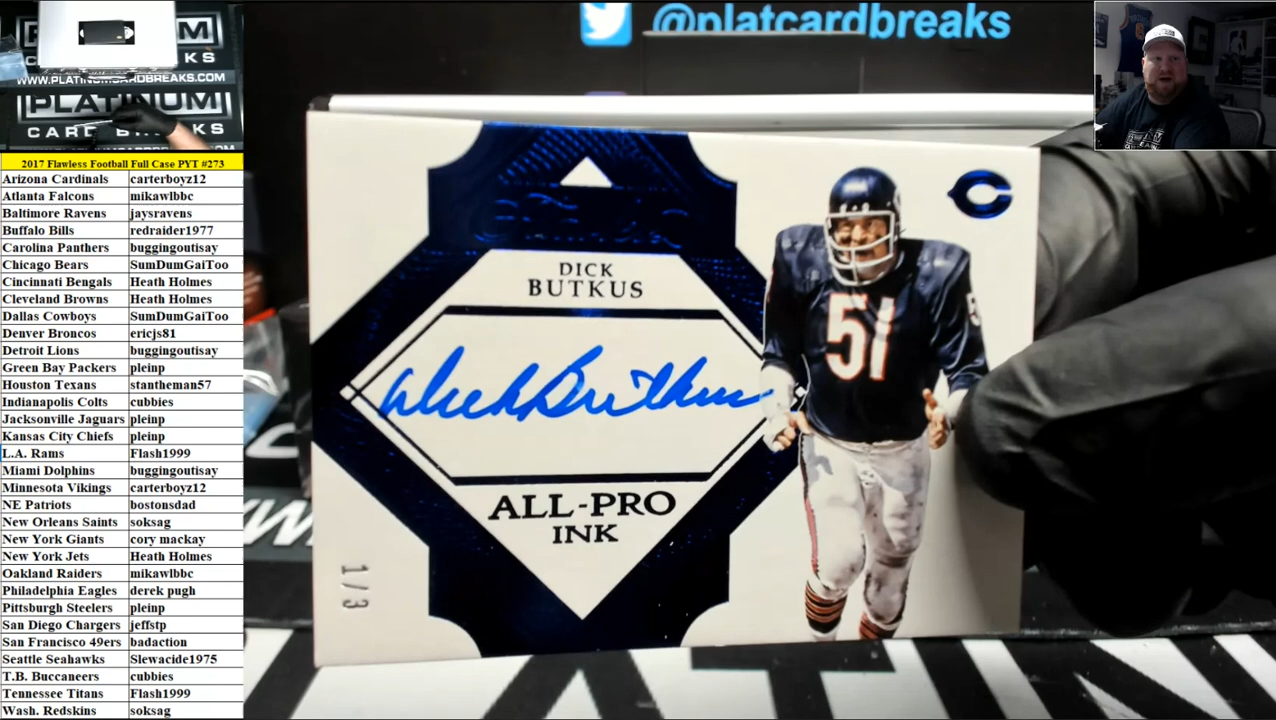 @platcardbreaks
WWW.PLATINUMCARDBREAKS.COM
PLATINUM
CARD BREAKS
2017 Flawless Football Full Case PYT #273
Arizona Cardinals carterboyz12
Atlanta Falcons mikawlbbc
Baltimore Ravens jaysravens
Buffalo Bills redraider1977
Carolina Panthers buggingoutisay
Chicago Bears SumDumGaiToo
Cincinnati Bengals Heath Holmes
Cleveland Browns Heath Holmes
Dallas Cowboys SumDumGaiToo
Denver Broncos ericjs81
Detroit Lions buggingoutisay
Green Bay Packers pleinp
Houston Texans stantheman57
Indianapolis Colts cubbies
Jacksonville Jaguars pleinp
Kansas City Chiefs pleinp
L.A. Rams Flash1999
Miami Dolphins buggingoutisay
Minnesota Vikings carterboyz12
NE Patriots bostonsdad
New Orleans Saints soksag
New York Giants cory mackay
New York Jets Heath Holmes
Oakland Raiders mikawlbbc
Philadelphia Eagles derek pugh
Pittsburgh Steelers pleinp
San Diego Chargers jeffstp
San Francisco 49ers badaction
Seattle Seahawks Slewacide1975
T.B. Buccaneers cubbies
Tennessee Titans Flash1999
Wash. Redskins soksag
DICK
BUTKUS
Dick Butkus
ALL-PRO
INK
1/3
51
C